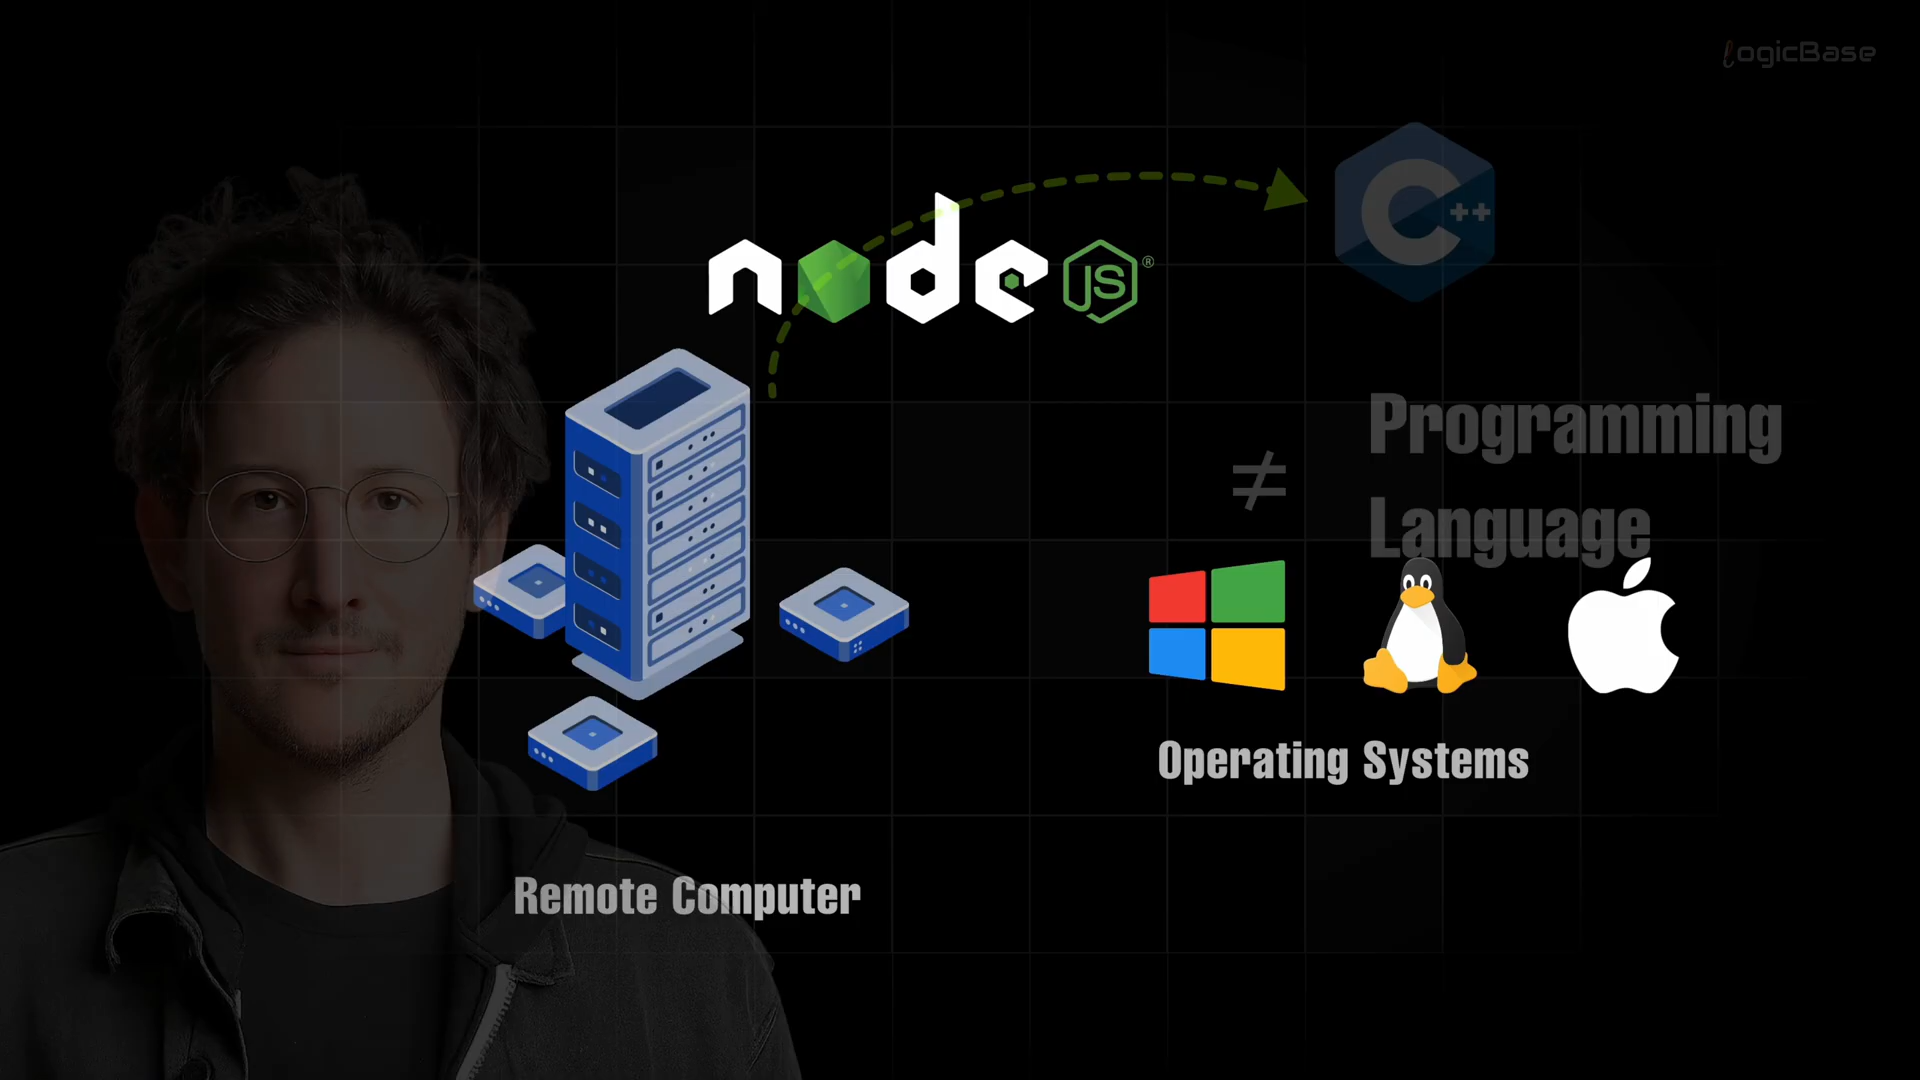 LogicBase
C++
node
JS®
≠
Programming
Language
Operating Systems
Remote Computer